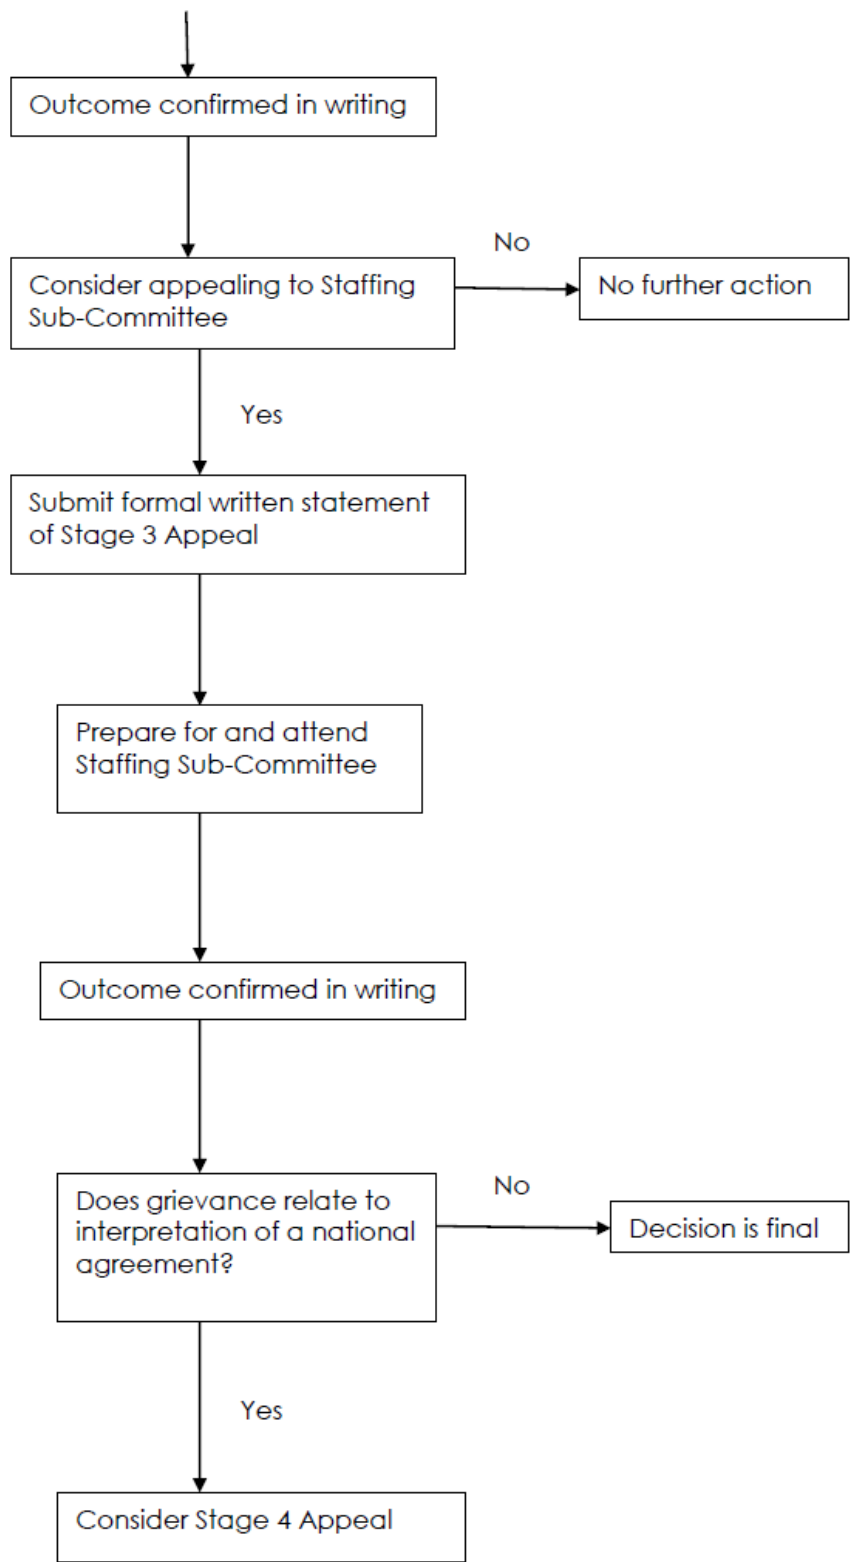 Outcome confirmed in writing
No
Consider appealing to Staffing
Sub-Committee
No further action
Yes
Submit formal written statement
of Stage 3 Appeal
Prepare for and attend
Staffing Sub-Committee
Outcome confirmed in writing
Does grievance relate to
interpretation of a national
agreement?
No
Decision is final
Yes
Consider Stage 4 Appeal